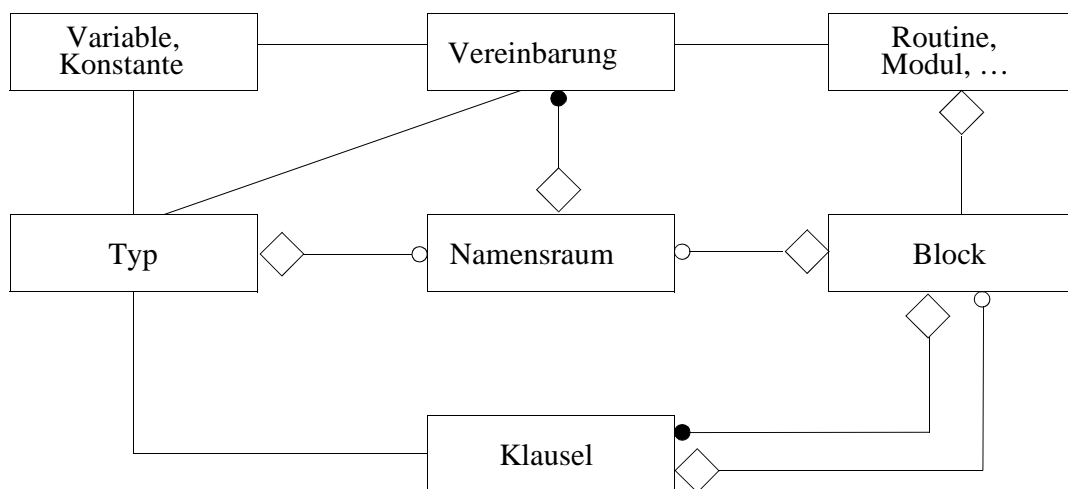 Variable,
Konstante
Vereinbarung
Routine,
Modul, …
Typ
Namensraum
Block
Klausel